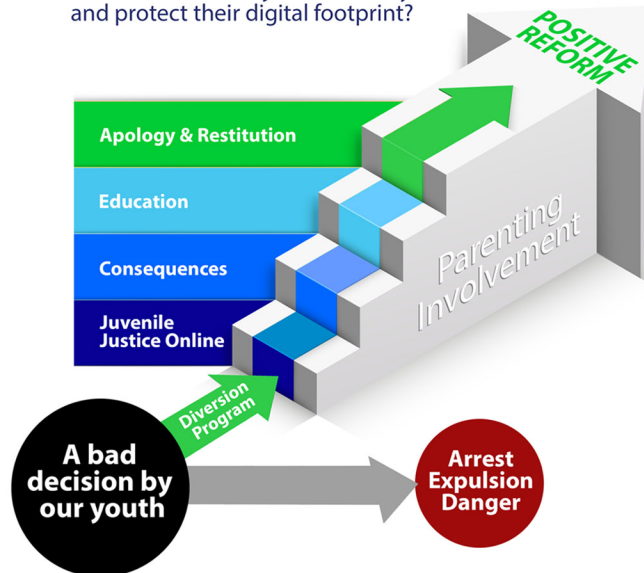 and protect their digital footprint?
POSITIVE
REFORM
Apology & Restitution
Education
Consequences
Juvenile
Justice Online
Parenting
Involvement
Diversion
Program
A bad
decision by
our youth
Arrest
Expulsion
Danger